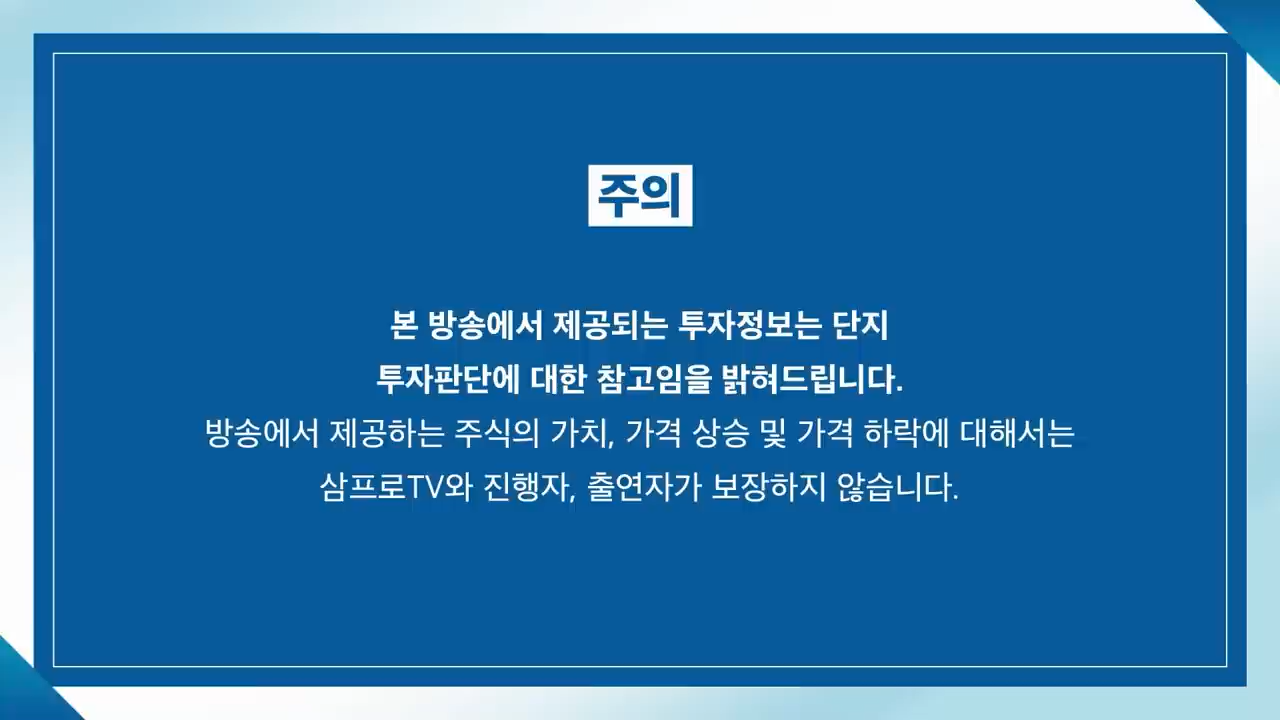 주의
본 방송에서 제공되는 투자정보는 단지
투자판단에 대한 참고임을 밝혀드립니다.
방송에서 제공하는 주식의 가치, 가격 상승 및 가격 하락에 대해서는
삼프로TV와 진행자, 출연자가 보장하지 않습니다.